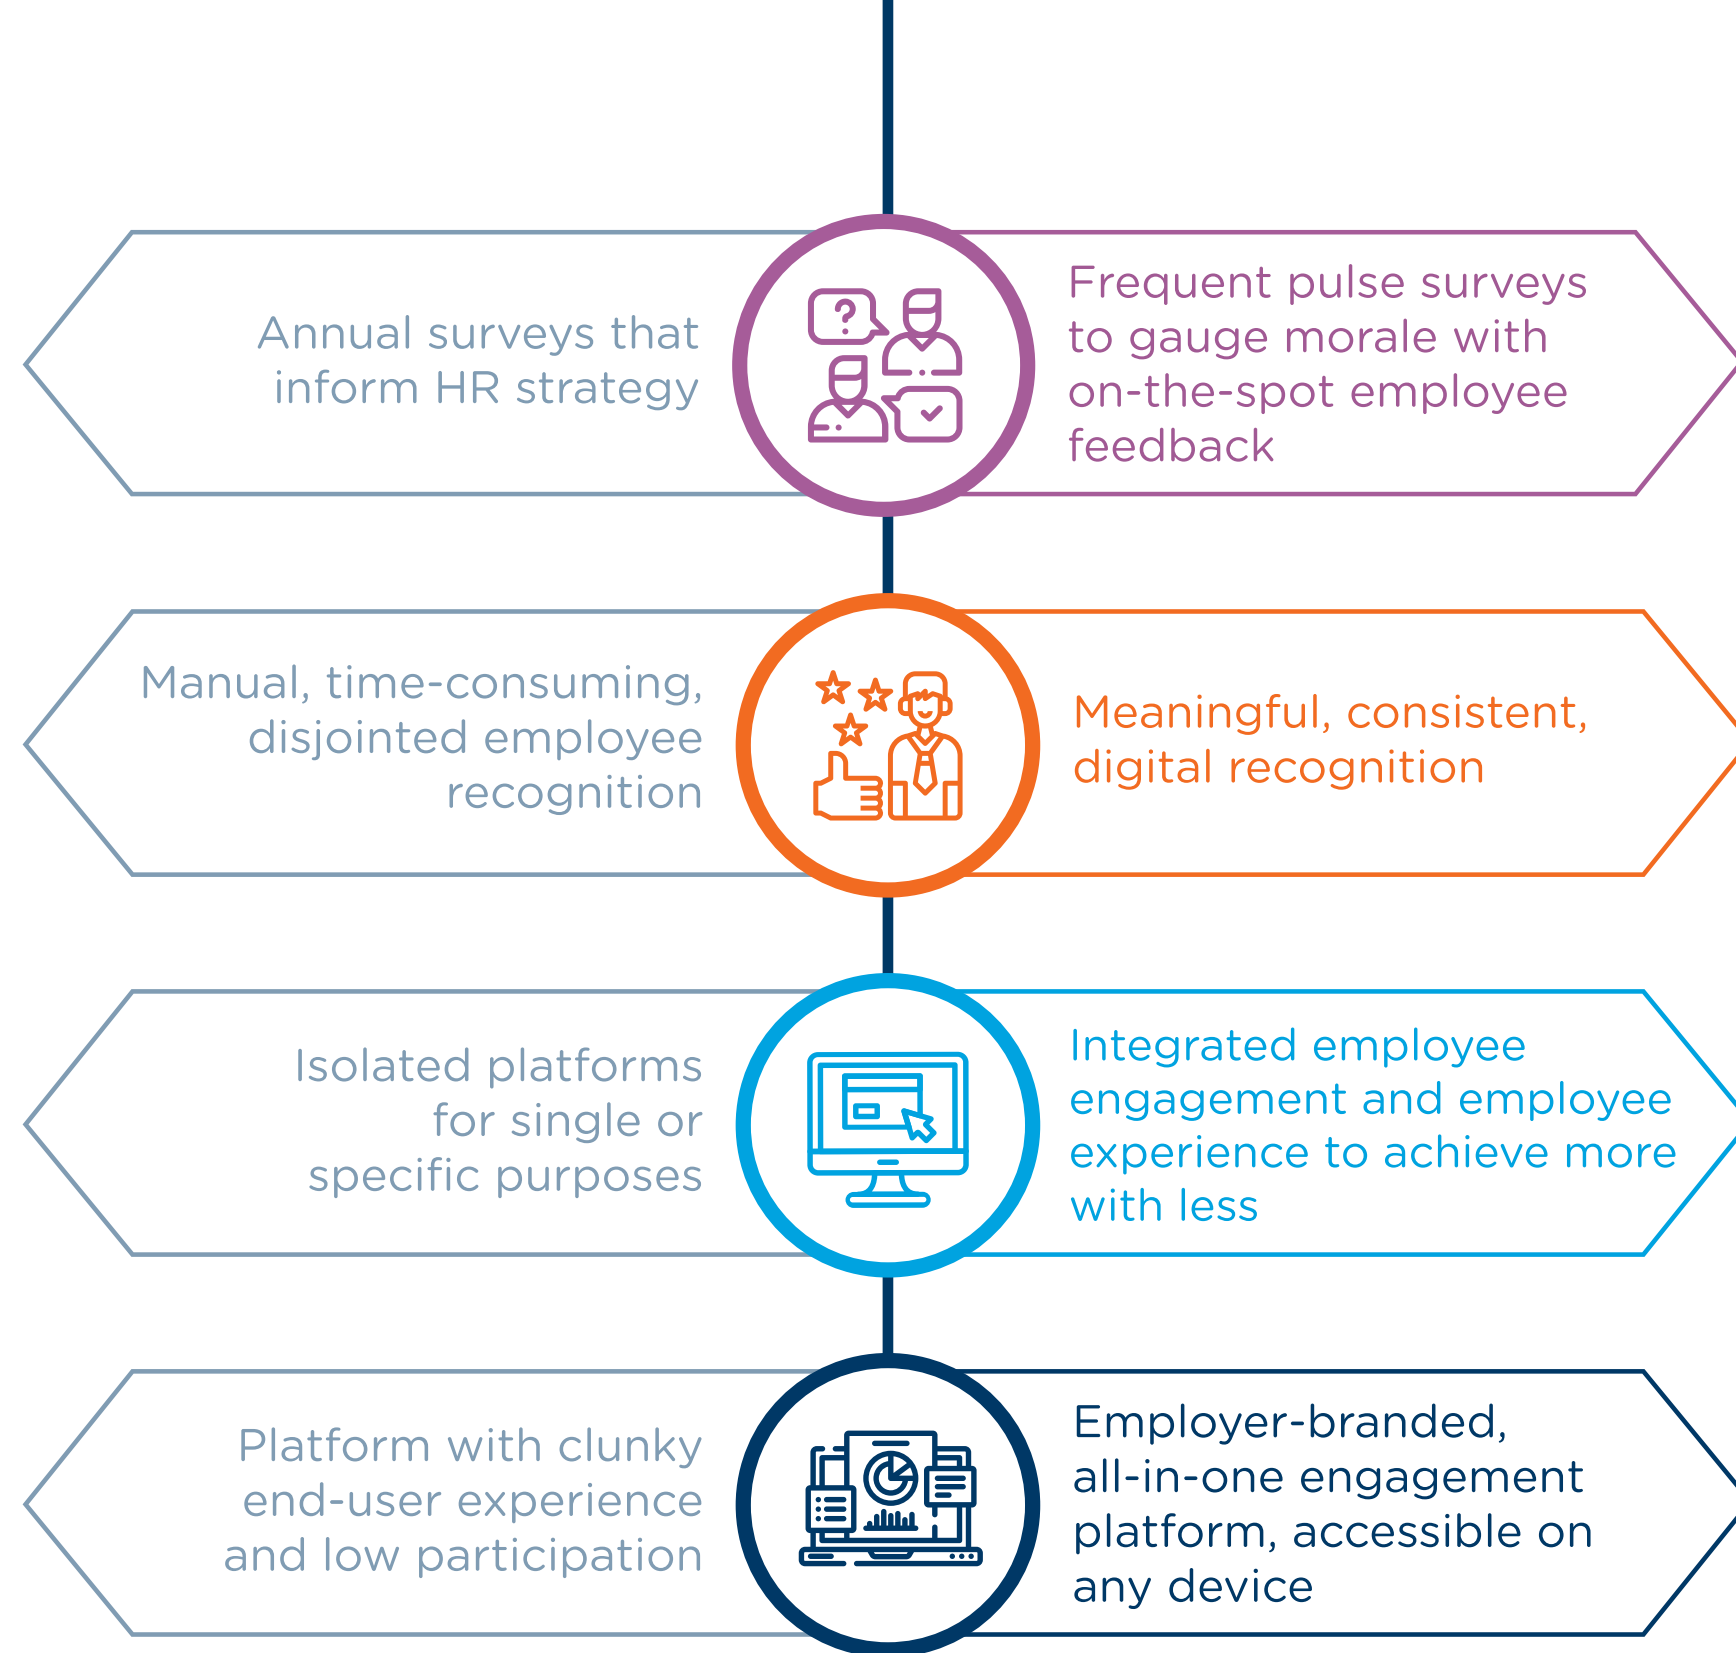 Annual surveys that
inform HR strategy
Frequent pulse surveys
to gauge morale with
on-the-spot employee
feedback
Manual, time-consuming,
disjointed employee
recognition
Meaningful, consistent,
digital recognition
Isolated platforms
for single or
specific purposes
Integrated employee
engagement and employee
experience to achieve more
with less
Platform with clunky
end-user experience
and low participation
Employer-branded,
all-in-one engagement
platform, accessible on
any device